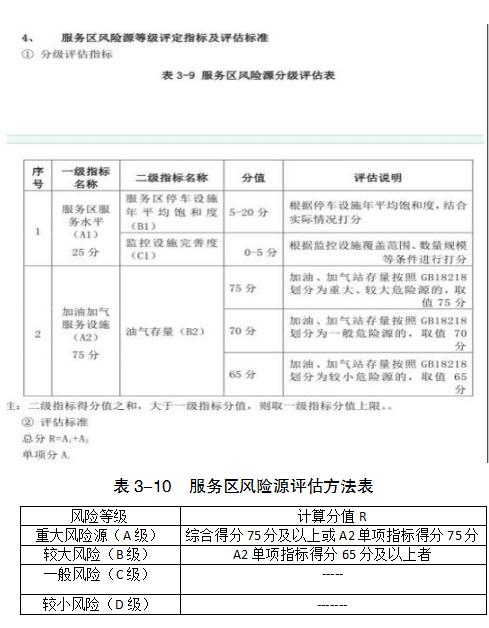 4、 服务区风险源等级评定指标及评估标准
① 分级评估指标
表 3-9 服务区风险源分级评估表
序号 一级指标名称 二级指标名称 分值 评估说明
1 服务区服务水平（A1）25 分 服务区停车设施年平均饱和度（B1） 5-20 分 根据停车设施年平均饱和度，结合实际情况打分
监控设施完善度（C1） 0-5 分 根据监控设施覆盖范围、数量规模等条件进行打分
2 加油加气服务设施（A2）75 分 油气存量（B2） 75 分 加油、加气站存量按照 GB18218 划分为重大、较大危险源的，取值 75 分
70 分 加油、加气站存量按照 GB18218 划分为一般危险源的，取值 70 分
65 分 加油、加气站存量按照 GB18218 划分为较小危险源的，取值 65 分
主：二级指标得分值之和，大于一级指标分值，则取一级指标分值上限。。
② 评估标准
总分 R=A₁+A₂
单项分 A₁
表 3–10 服务区风险源评估方法表
风险等级 计算分值 R
重大风险源（A 级） 综合得分 75 分及以上或 A2 单项指标得分 75 分
较大风险（B 级） A2 单项指标得分 65 分及以上者
一般风险（C 级） -----
较小风险（D 级） -------